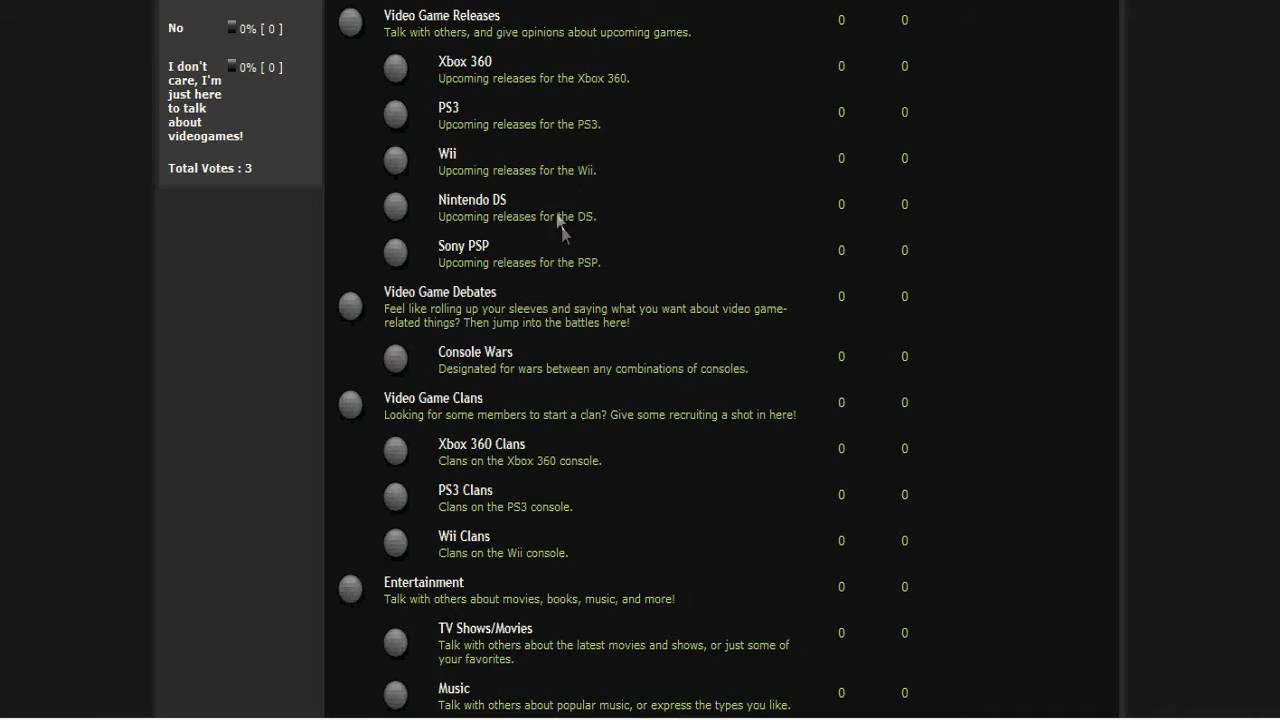 No 0% [ 0 ]
I don't 0% [ 0 ]
care, I'm
just here
to talk
about
videogames!
Total Votes : 3
Video Game Releases 0 0
Talk with others, and give opinions about upcoming games.
Xbox 360 0 0
Upcoming releases for the Xbox 360.
PS3 0 0
Upcoming releases for the PS3.
Wii 0 0
Upcoming releases for the Wii.
Nintendo DS 0 0
Upcoming releases for the DS.
Sony PSP 0 0
Upcoming releases for the PSP.
Video Game Debates 0 0
Feel like rolling up your sleeves and saying what you want about video game-
related things? Then jump into the battles here!
Console Wars 0 0
Designated for wars between any combinations of consoles.
Video Game Clans 0 0
Looking for some members to start a clan? Give some recruiting a shot in here!
Xbox 360 Clans 0 0
Clans on the Xbox 360 console.
PS3 Clans 0 0
Clans on the PS3 console.
Wii Clans 0 0
Clans on the Wii console.
Entertainment 0 0
Talk with others about movies, books, music, and more!
TV Shows/Movies 0 0
Talk with others about the latest movies and shows, or just some of
your favorites.
Music 0 0
Talk with others about popular music, or express the types you like.